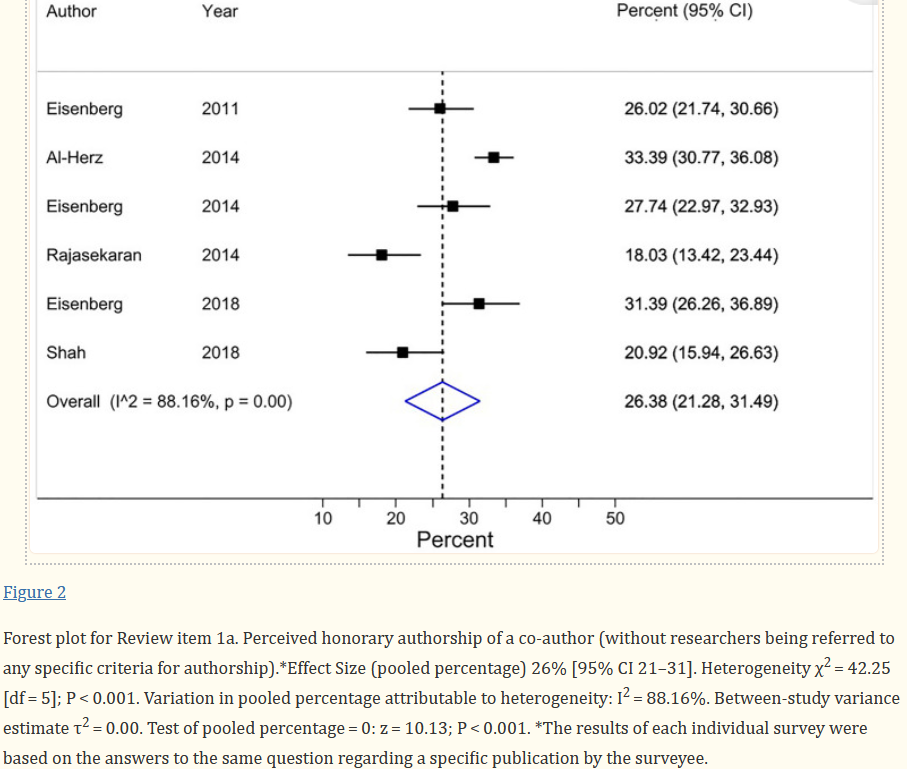 Author Year Percent (95% CI)
Eisenberg 2011 26.02 (21.74, 30.66)
Al-Herz 2014 33.39 (30.77, 36.08)
Eisenberg 2014 27.74 (22.97, 32.93)
Rajasekaran 2014 18.03 (13.42, 23.44)
Eisenberg 2018 31.39 (26.26, 36.89)
Shah 2018 20.92 (15.94, 26.63)
Overall (I^2 = 88.16%, p = 0.00) 26.38 (21.28, 31.49)
10 20 30 40 50
Percent
Figure 2
Forest plot for Review item 1a. Perceived honorary authorship of a co-author (without researchers being referred to
any specific criteria for authorship).*Effect Size (pooled percentage) 26% [95% CI 21–31]. Heterogeneity χ² = 42.25
[df = 5]; P < 0.001. Variation in pooled percentage attributable to heterogeneity: I² = 88.16%. Between-study variance
estimate τ² = 0.00. Test of pooled percentage = 0: z = 10.13; P < 0.001. *The results of each individual survey were
based on the answers to the same question regarding a specific publication by the surveyee.